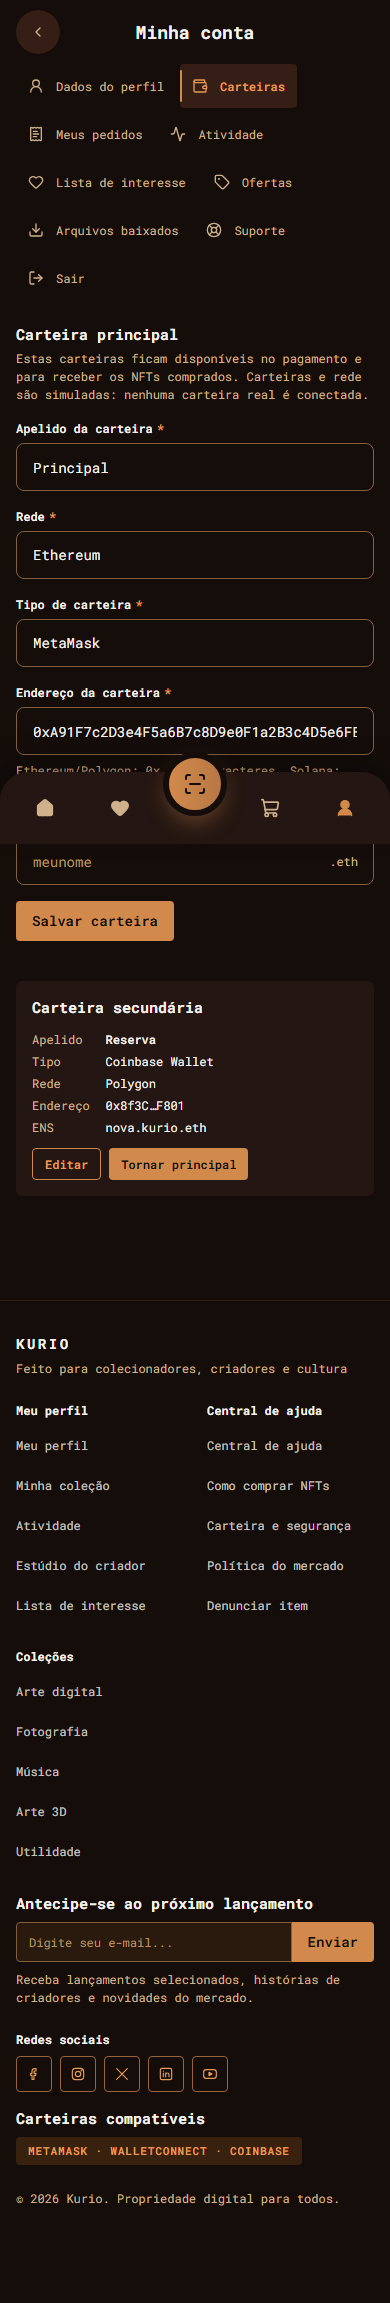 Minha conta
Dados do perfil
Carteiras
Meus pedidos
Atividade
Lista de interesse
Ofertas
Arquivos baixados
Suporte
Sair
Carteira principal
Estas carteiras ficam disponíveis no pagamento e
para receber os NFTs comprados. Carteiras e rede
são simuladas: nenhuma carteira real é conectada.
Apelido da carteira *
Principal
Rede *
Ethereum
Tipo de carteira *
MetaMask
Endereço da carteira *
0xA91F7c2D3e4F5a6B7c8D9e0F1a2B3c4D5e6FE
Ethereum/Polygon: 0x Solana:
meunome
.eth
Salvar carteira
Carteira secundária
Apelido Reserva
Tipo Coinbase Wallet
Rede Polygon
Endereço 0x8f3C…F801
ENS nova.kurio.eth
Editar
Tornar principal
KURIO
Feito para colecionadores, criadores e cultura
Meu perfil
Meu perfil
Minha coleção
Atividade
Estúdio do criador
Lista de interesse
Central de ajuda
Central de ajuda
Como comprar NFTs
Carteira e segurança
Política do mercado
Denunciar item
Coleções
Arte digital
Fotografia
Música
Arte 3D
Utilidade
Antecipe-se ao próximo lançamento
Digite seu e-mail...
Enviar
Receba lançamentos selecionados, histórias de
criadores e novidades do mercado.
Redes sociais
Carteiras compatíveis
METAMASK · WALLETCONNECT · COINBASE
© 2026 Kurio. Propriedade digital para todos.